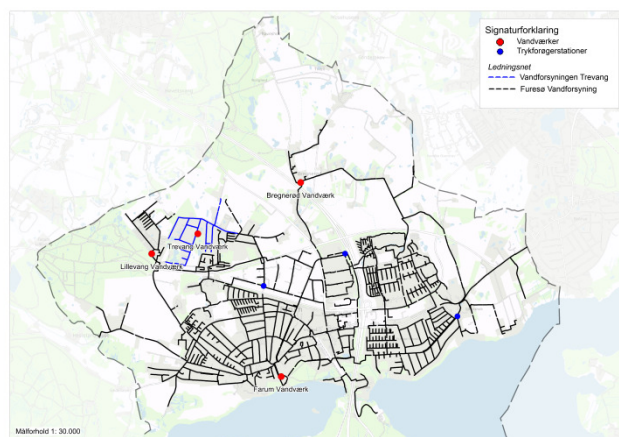 Signaturforklaring
Vandværker
Trykforøgerstationer
Ledningsnet
Vandforsyningen Trevang
Furesø Vandforsyning
Bregnerød Vandværk
Trevang Vandværk
Lillevang Vandværk
Farum Vandværk
Målforhold 1: 30.000